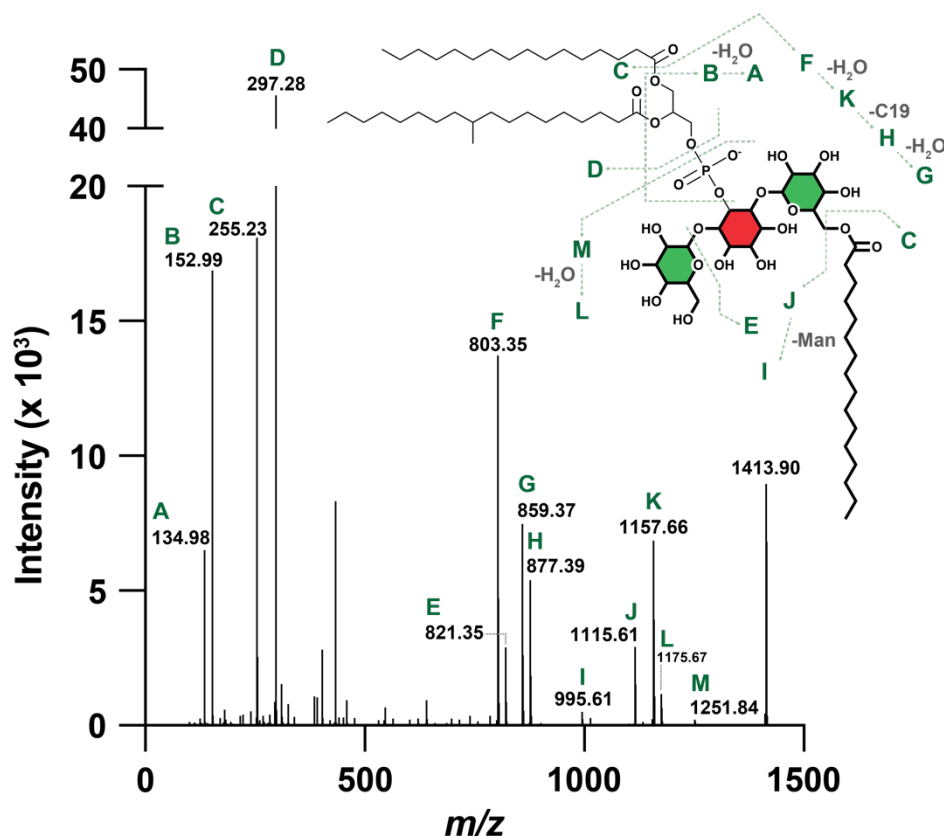 D
297.28
50
40
20
15
10
5
0
Intensity (x 10³)
C
255.23
B
152.99
A
134.98
F
803.35
G
859.37
H
877.39
E
821.35
K
1157.66
J
1115.61
L
1175.67
I
995.61
M
1251.84
1413.90
0
500
1000
1500
m/z
O
C
O
-H₂O
B
A
F
-H₂O
K
-C19
H
-H₂O
G
O
O
D
O
O⁻
P
O
O
HO
OH
O
OH
O
O
C
M
-H₂O
L
OH
HO
O
O
HO
HO
HO
OH
OH
OH
OH
E
J
-Man
I
O